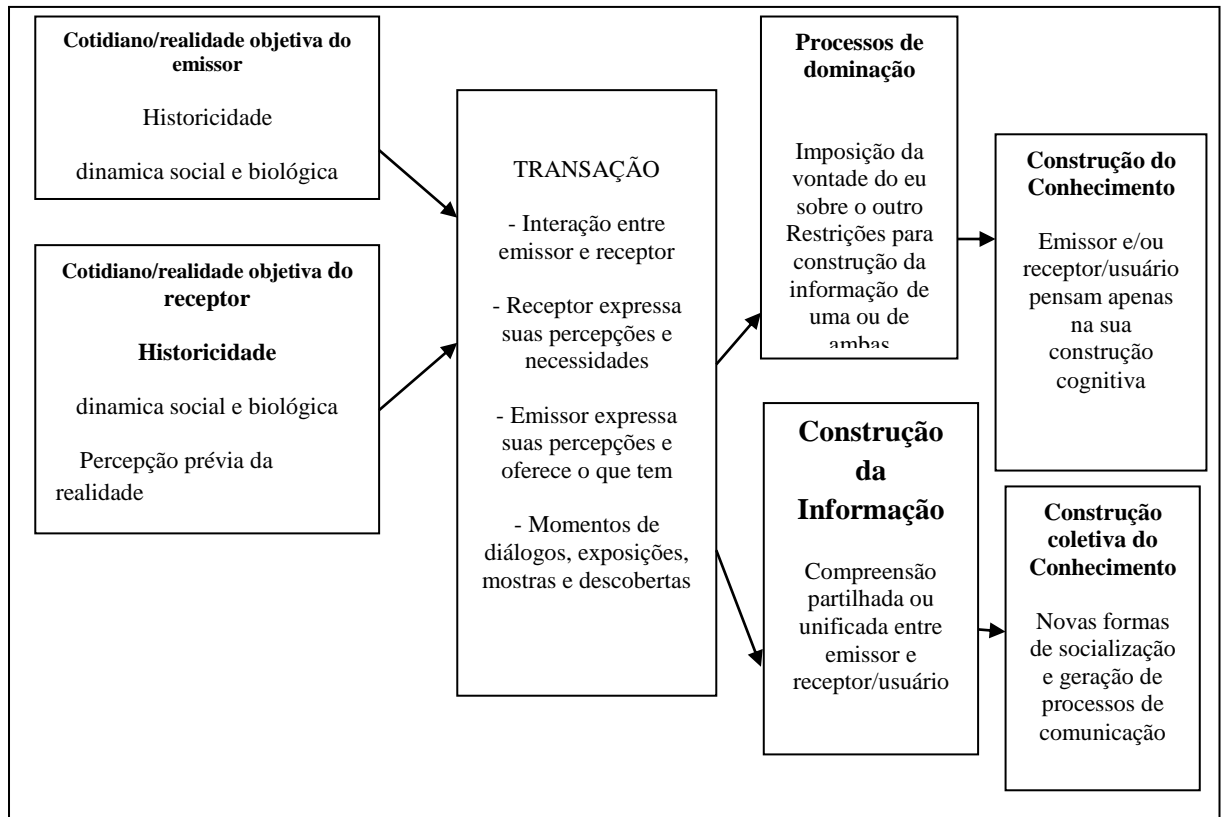 Cotidiano/realidade objetiva do
emissor
Historicidade
dinamica social e biológica
Cotidiano/realidade objetiva do
receptor
Historicidade
dinamica social e biológica
Percepção prévia da
realidade
TRANSAÇÃO
- Interação entre
emissor e receptor
- Receptor expressa
suas percepções e
necessidades
- Emissor expressa
suas percepções e
oferece o que tem
- Momentos de
diálogos, exposições,
mostras e descobertas
Processos de
dominação
Imposição da
vontade do eu
sobre o outro
Restrições para
construção da
informação de
uma ou de
ambas
Construção do
Conhecimento
Emissor e/ou
receptor/usuário
pensam apenas
na sua
construção
cognitiva
Construção
da
Informação
Compreensão
partilhada ou
unificada entre
emissor e
receptor/usuário
Construção
coletiva do
Conhecimento
Novas formas
de socialização
e geração de
processos de
comunicação